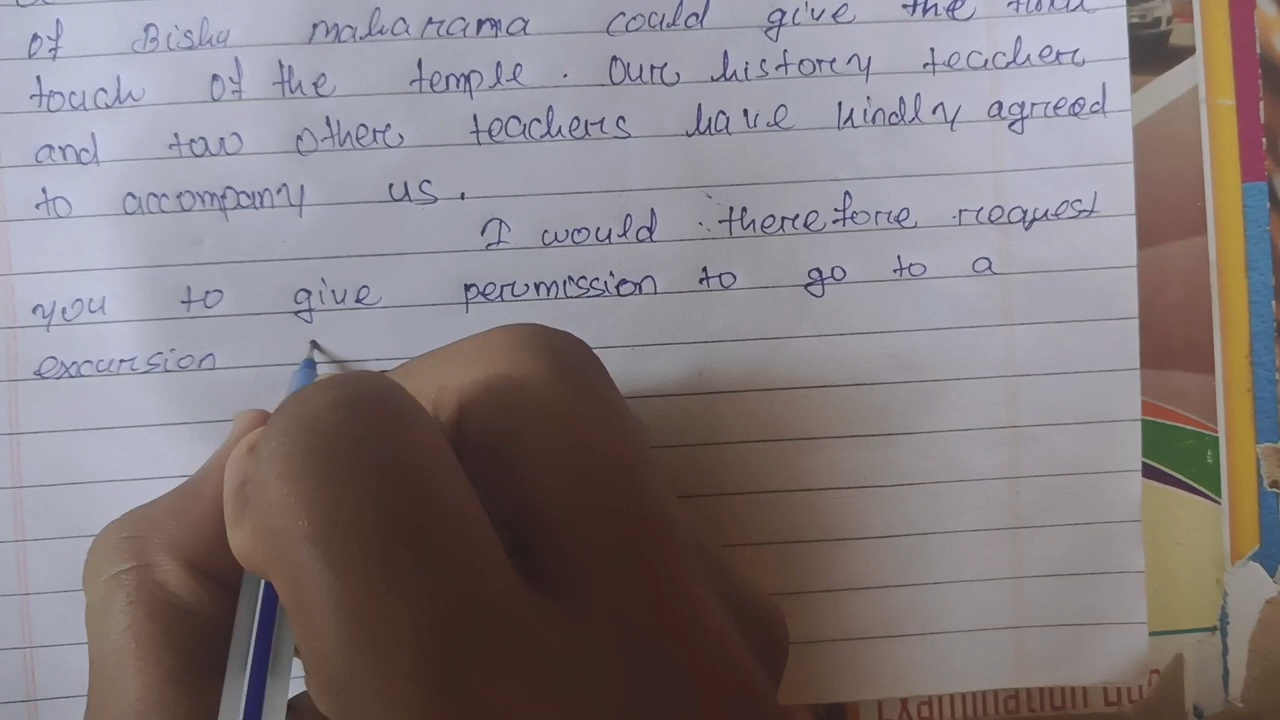 of Bisha maharama could give the
touch of the temple. Our history teacher
and two other teachers have kindly agreed
to accompany us.
I would therefore request
you to give permission to go to a
excursion
Examination